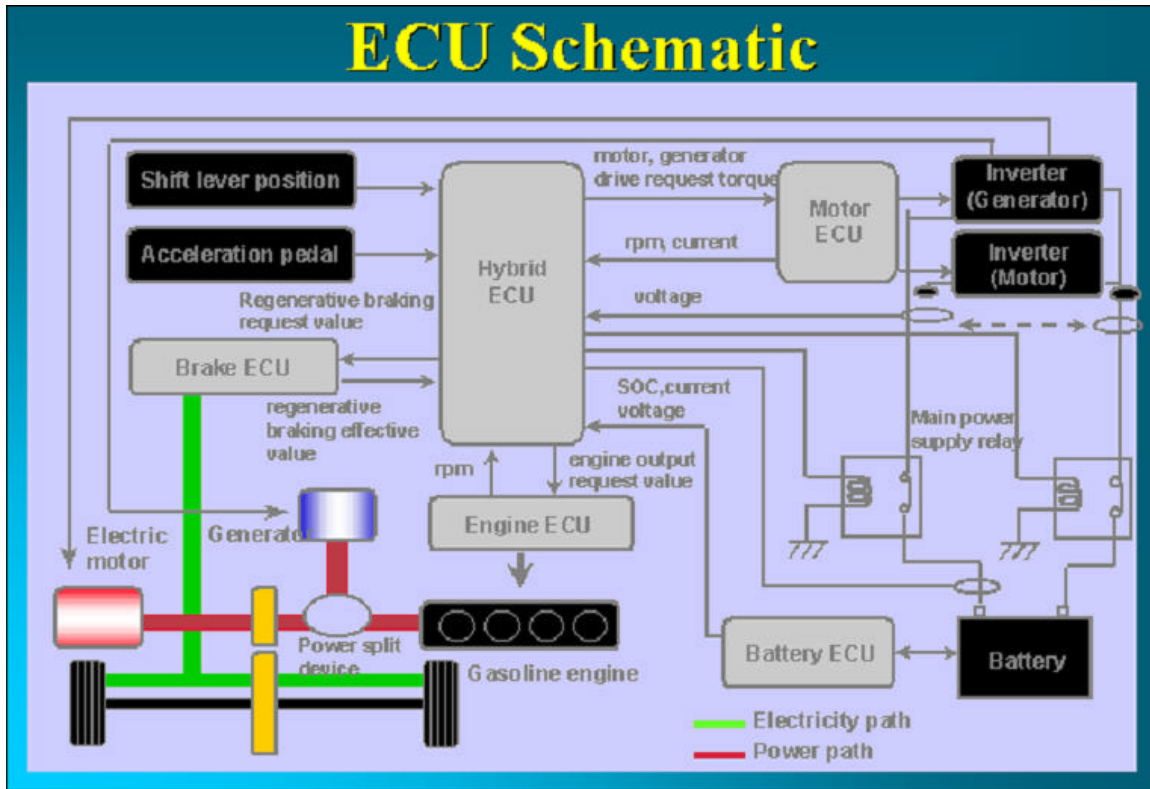 ECU Schematic
Shift lever position
Acceleration pedal
Regenerative braking
request value
Brake ECU
regenerative
braking effective
value
Hybrid
ECU
motor, generator
drive request torque
rpm, current
voltage
SOC,current
voltage
Motor
ECU
Inverter
(Generator)
Inverter
(Motor)
Main power
supply relay
rpm
engine output
request value
Engine ECU
Generator
Electric
motor
Power split
device
Gasoline engine
Battery ECU
Battery
Electricity path
Power path